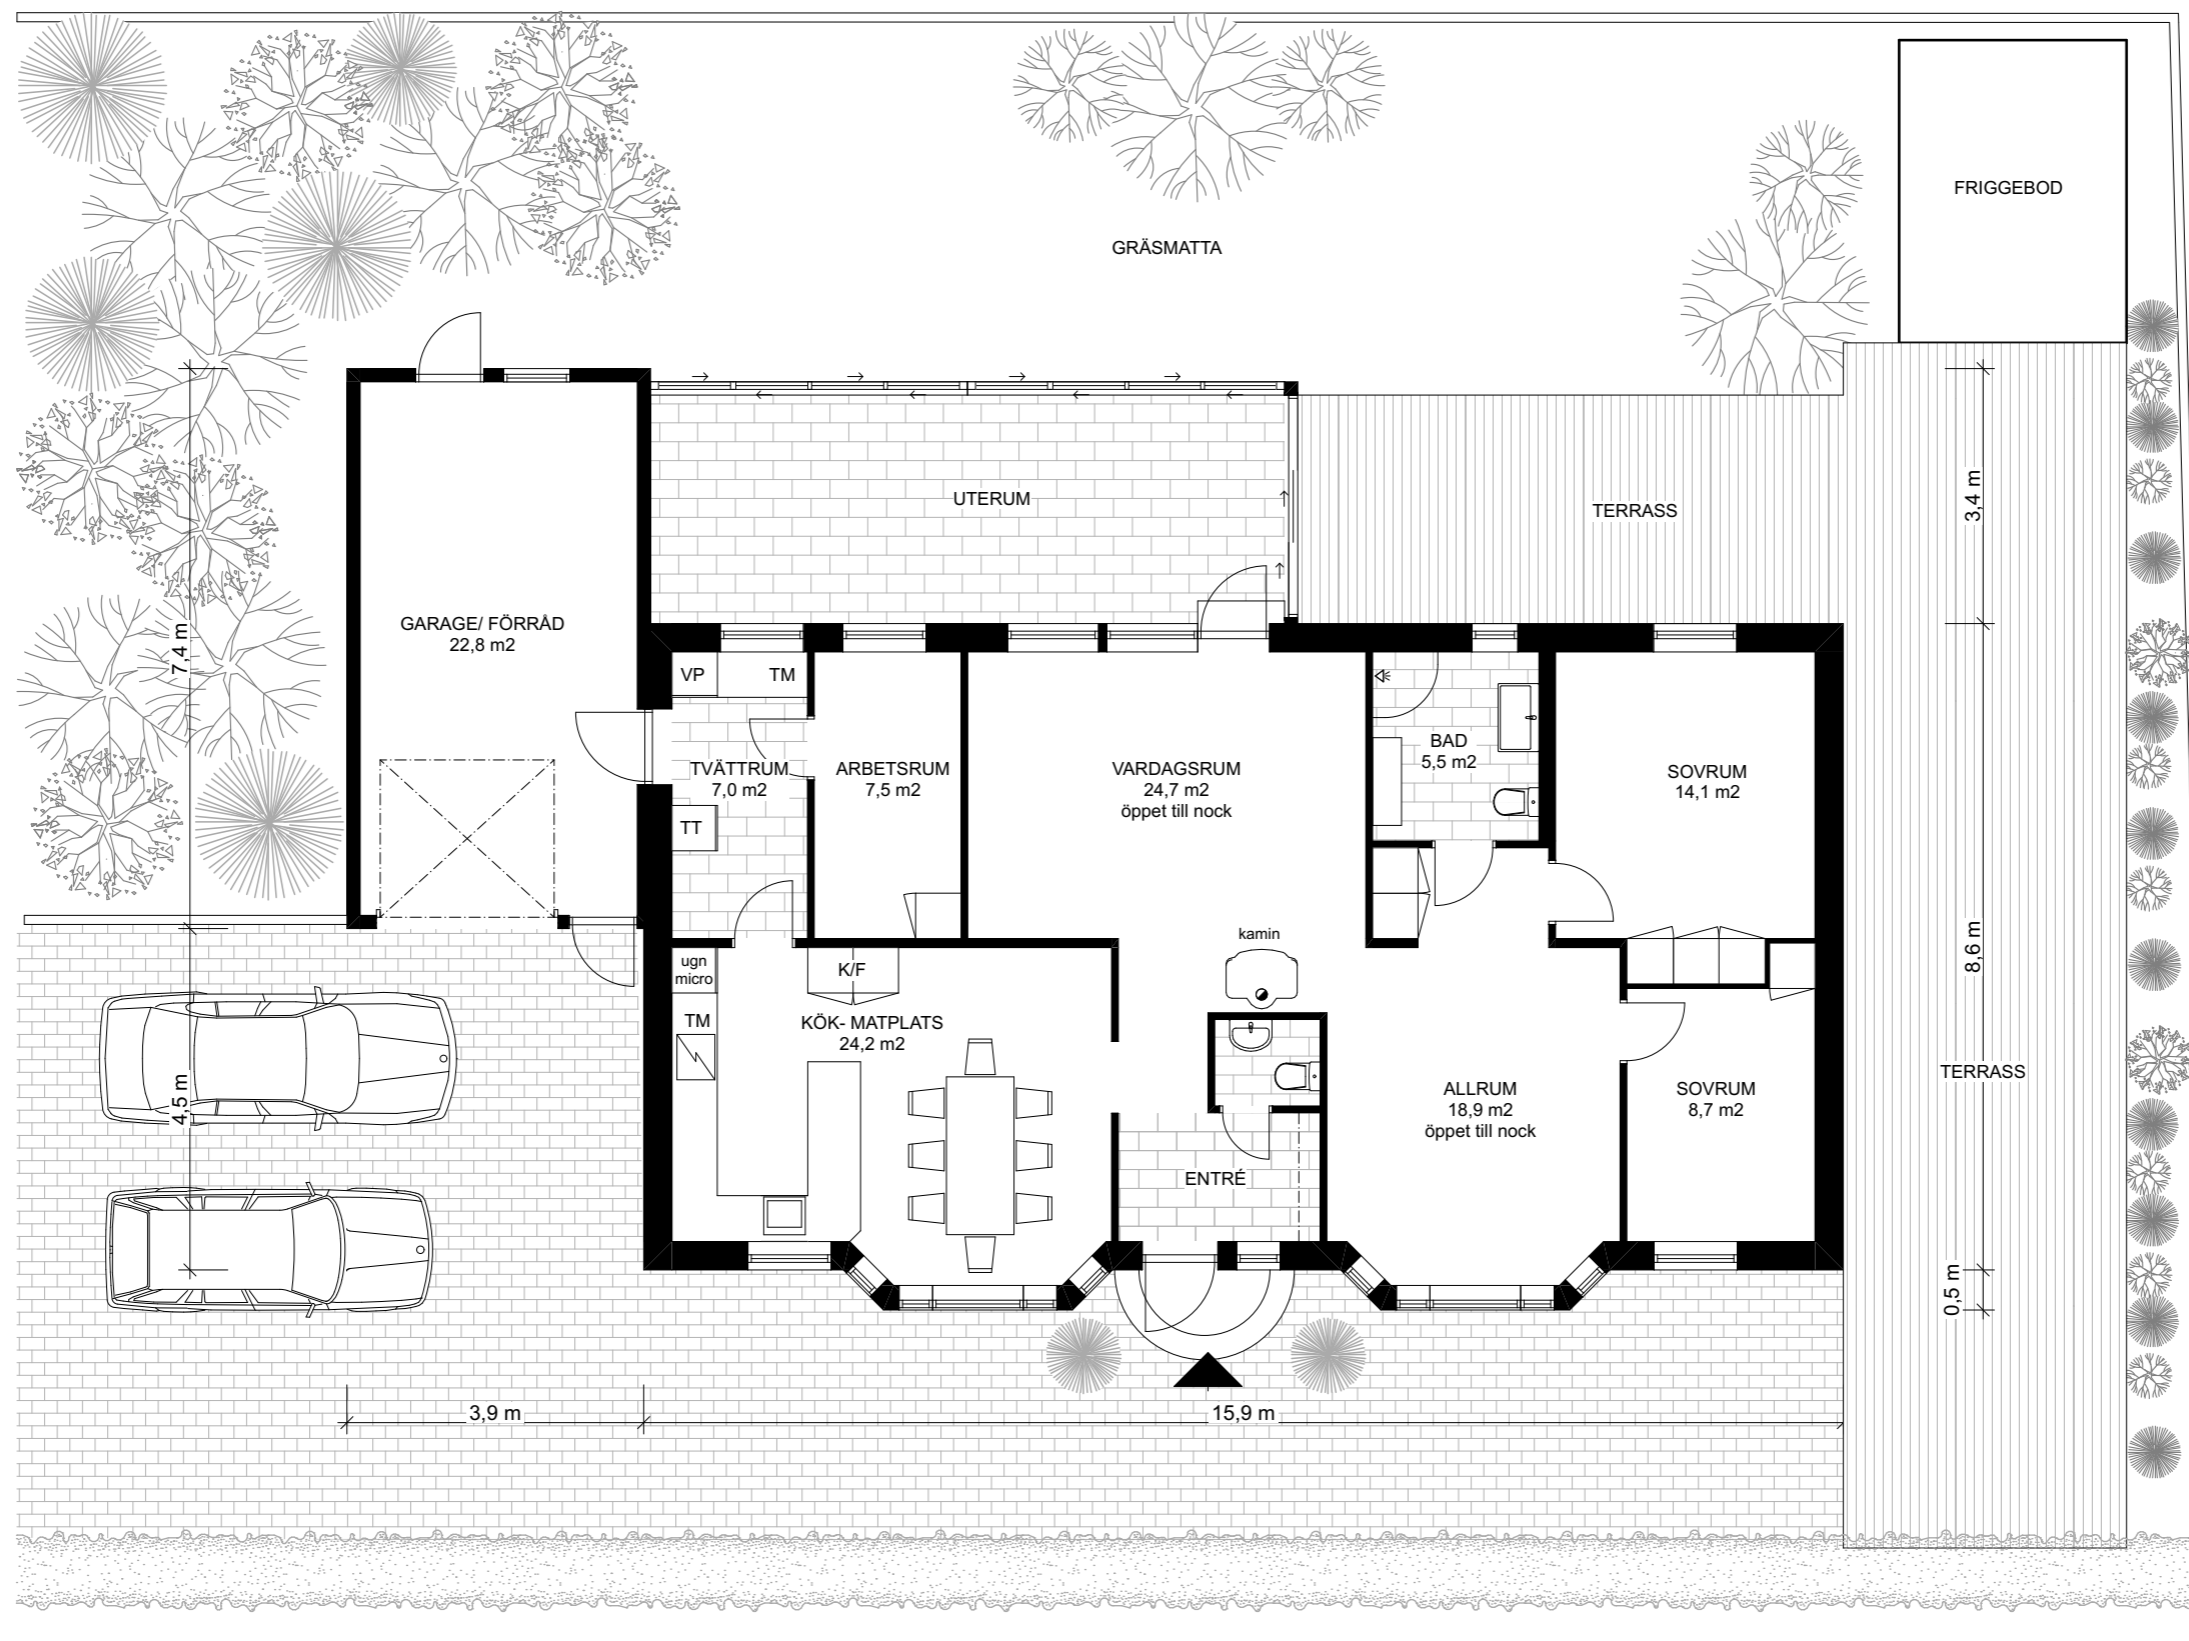 FRIGGEBOD
GRÄSMATTA
UTERUM
TERRASS
3,4 m
GARAGE/ FÖRRÅD
22,8 m2
7,4 m
VP
TM
TVÄTTRUM
7,0 m2
TT
ARBETSRUM
7,5 m2
VARDAGSRUM
24,7 m2
öppet till nock
BAD
5,5 m2
SOVRUM
14,1 m2
kamin
8,6 m
ugn
micro
K/F
TM
KÖK- MATPLATS
24,2 m2
4,5 m
ALLRUM
18,9 m2
öppet till nock
SOVRUM
8,7 m2
TERRASS
ENTRÉ
0,5 m
3,9 m
15,9 m